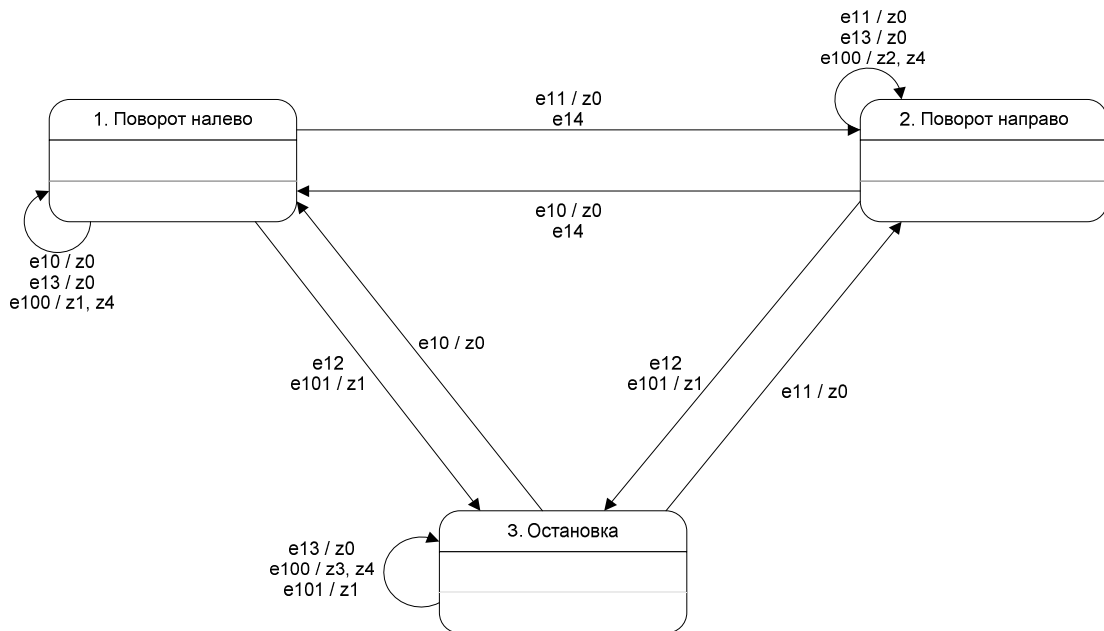 e11 / z0
e13 / z0
e100 / z2, z4
1. Поворот налево
e11 / z0
e14
2. Поворот направо
e10 / z0
e14
e10 / z0
e13 / z0
e100 / z1, z4
e12
e101 / z1
e10 / z0
e12
e101 / z1
e11 / z0
3. Остановка
e13 / z0
e100 / z3, z4
e101 / z1